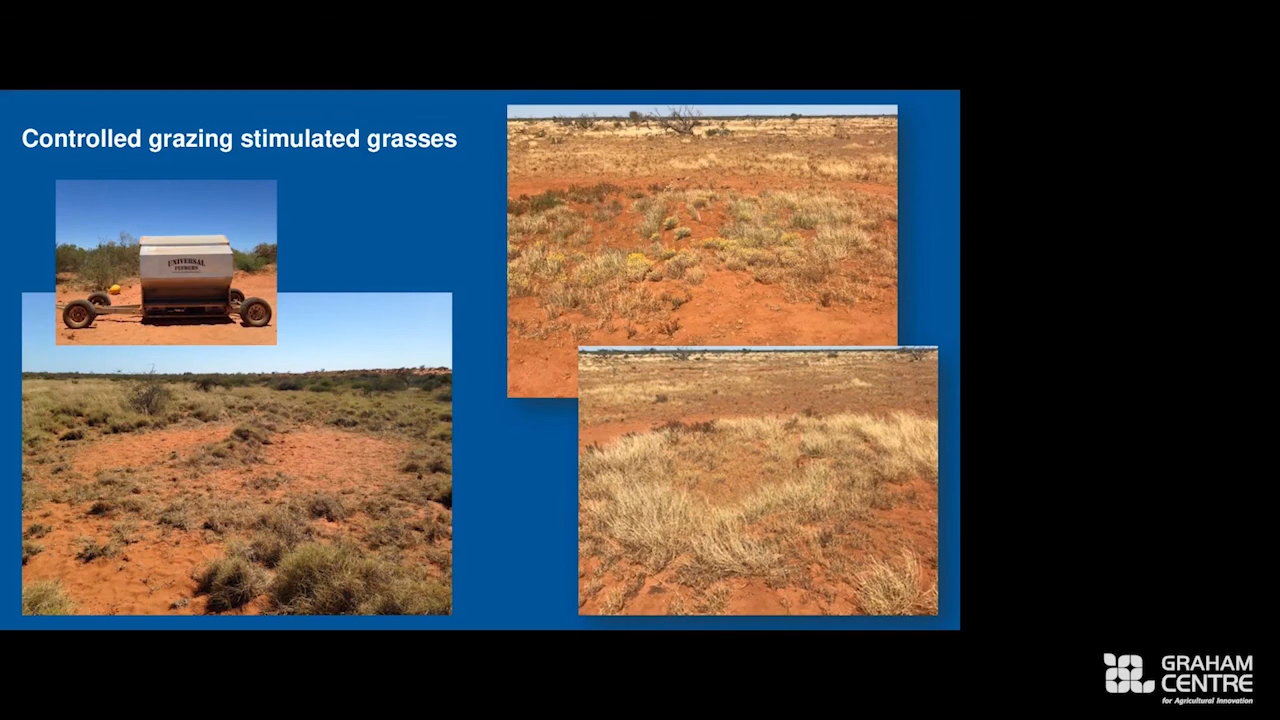 Controlled grazing stimulated grasses
UNIVERSAL
FEEDERS
GRAHAM
CENTRE
for Agricultural Innovation